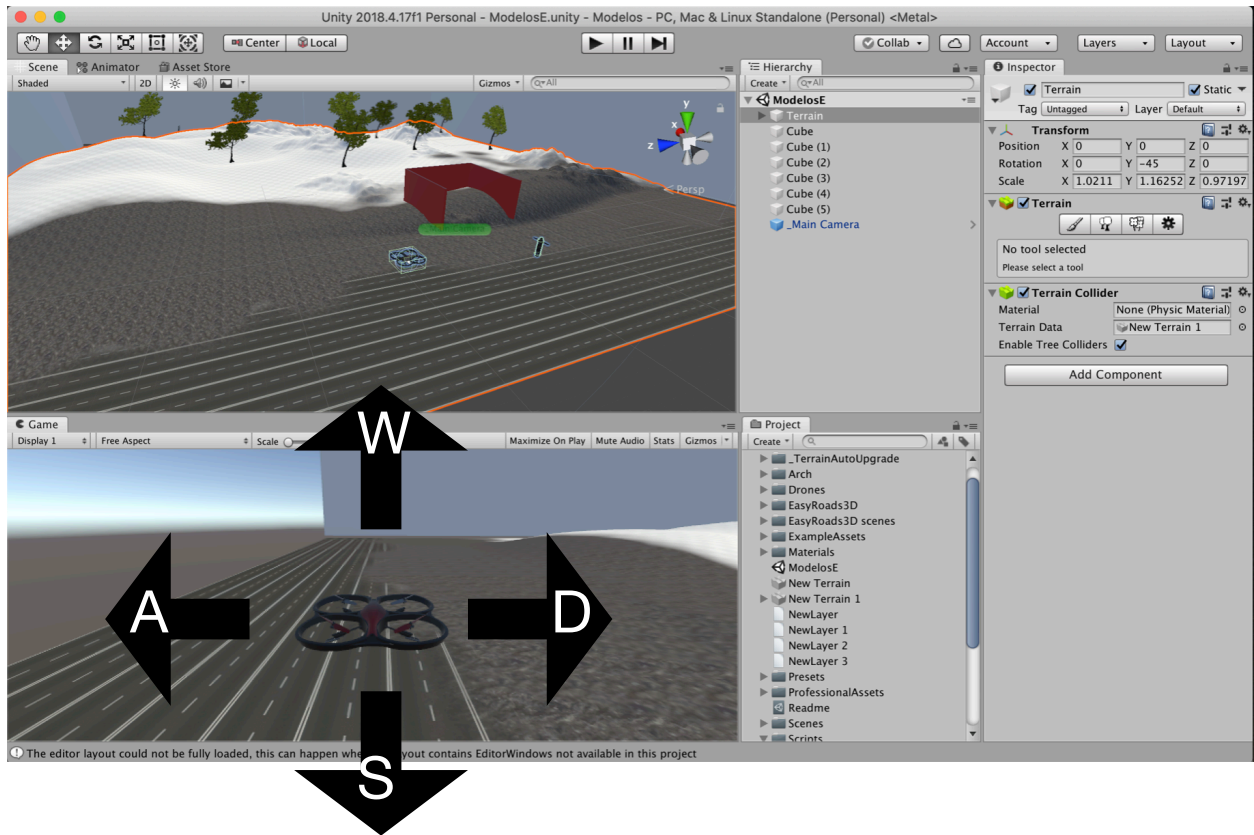 Unity 2018.4.17f1 Personal - ModelosE.unity - Modelos - PC, Mac & Linux Standalone (Personal) <Metal>
Center Local Collab Account Layers Layout
Scene Animator Asset Store
Shaded 2D Gizmos All
y
x
z
Persp
Hierarchy
Create All
ModelosE
Terrain
Cube
Cube (1)
Cube (2)
Cube (3)
Cube (4)
Cube (5)
_Main Camera
Inspector
Terrain Static
Tag Untagged Layer Default
Transform
Position X 0 Y 0 Z 0
Rotation X 0 Y -45 Z 0
Scale X 1.0211 Y 1.16252 Z 0.97197
Terrain
No tool selected
Please select a tool
Terrain Collider
Material None (Physic Material)
Terrain Data New Terrain 1
Enable Tree Colliders
Add Component
Game
Display 1 Free Aspect Scale Maximize On Play Mute Audio Stats Gizmos
W
A
D
S
Project
Create
_TerrainAutoUpgrade
Arch
Drones
EasyRoads3D
EasyRoads3D scenes
ExampleAssets
Materials
ModelosE
New Terrain
New Terrain 1
NewLayer
NewLayer 1
NewLayer 2
NewLayer 3
Presets
ProfessionalAssets
Readme
Scenes
Scripts
The editor layout could not be fully loaded, this can happen whe out contains EditorWindows not available in this project